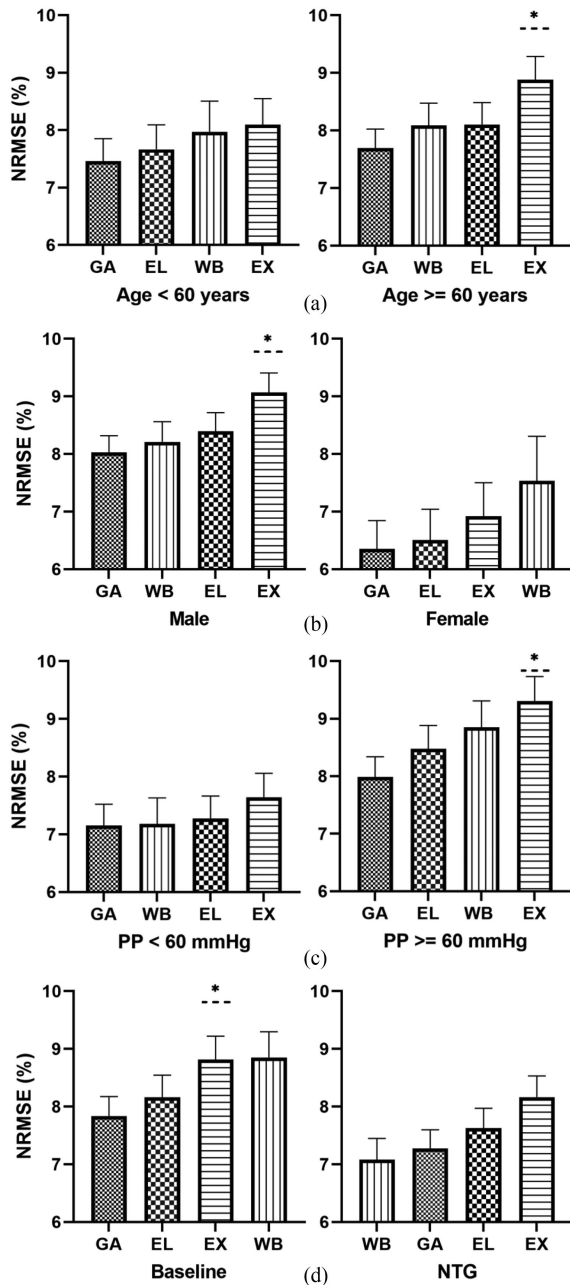 10
9
8
7
6
NRMSE (%)
GA EL WB EX
Age < 60 years
*
10
9
8
7
6
GA WB EL EX
Age >= 60 years
(a)
10
9
8
7
6
NRMSE (%)
*
GA WB EL EX
Male
10
9
8
7
6
GA EL EX WB
Female
(b)
10
9
8
7
6
NRMSE (%)
GA WB EL EX
PP < 60 mmHg
*
10
9
8
7
6
GA EL WB EX
PP >= 60 mmHg
(c)
10
9
8
7
6
NRMSE (%)
*
GA EL EX WB
Baseline
10
9
8
7
6
WB GA EL EX
NTG
(d)